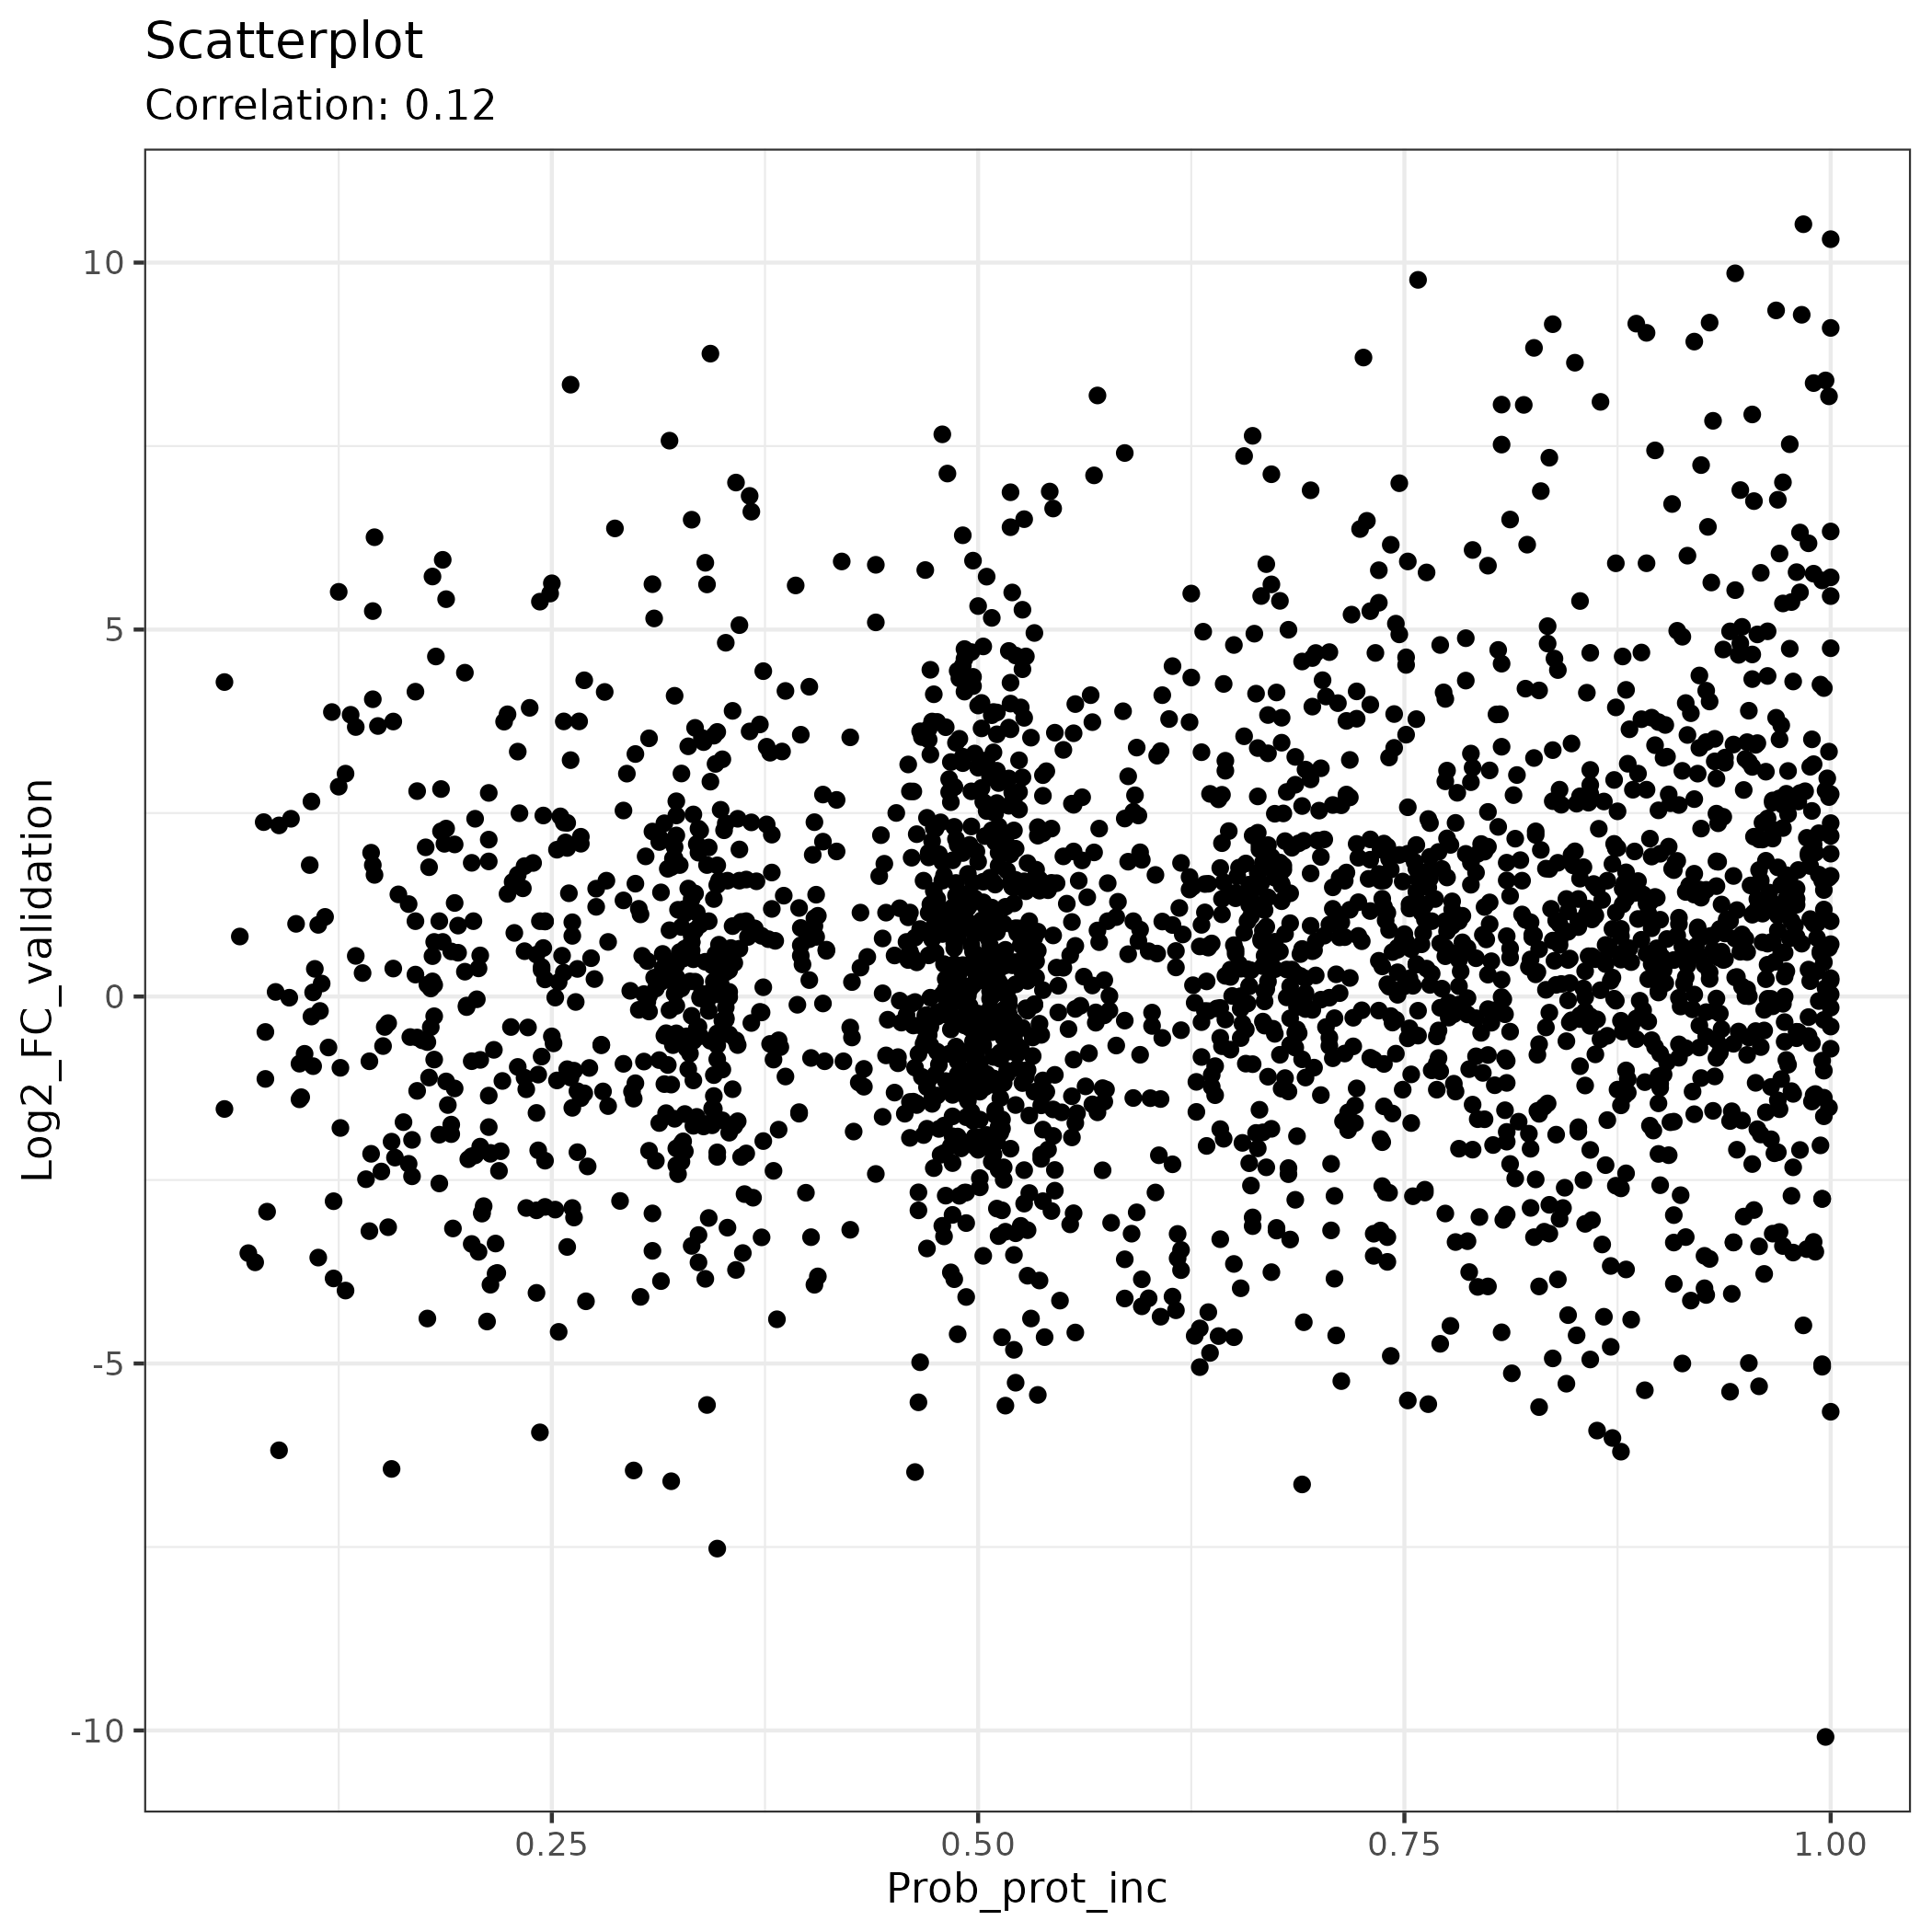 Scatterplot
Correlation: 0.12
10
5
0
-5
-10
Log2_FC_validation
0.25 0.50 0.75 1.00
Prob_prot_inc